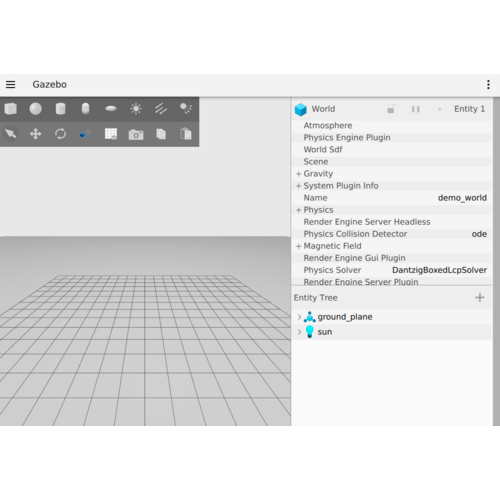 Gazebo
World Entity 1
Atmosphere
Physics Engine Plugin
World Sdf
Scene
Gravity
System Plugin Info
Name demo_world
Physics
Render Engine Server Headless
Physics Collision Detector ode
Magnetic Field
Render Engine Gui Plugin
Physics Solver DantzigBoxedLcpSolver
Render Engine Server Plugin
Entity Tree
ground_plane
sun